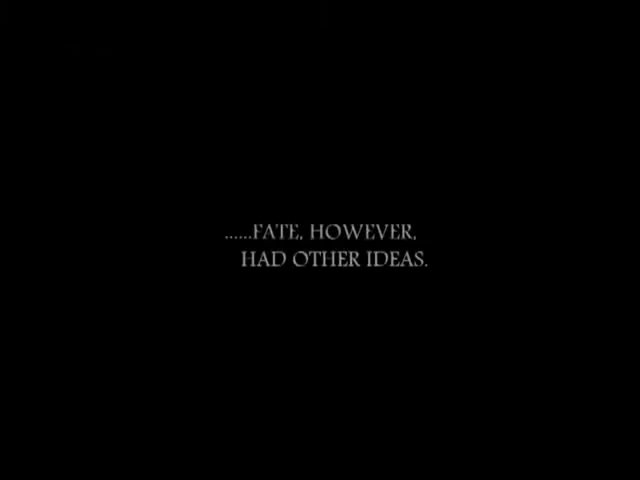 ......FATE, HOWEVER,
HAD OTHER IDEAS.